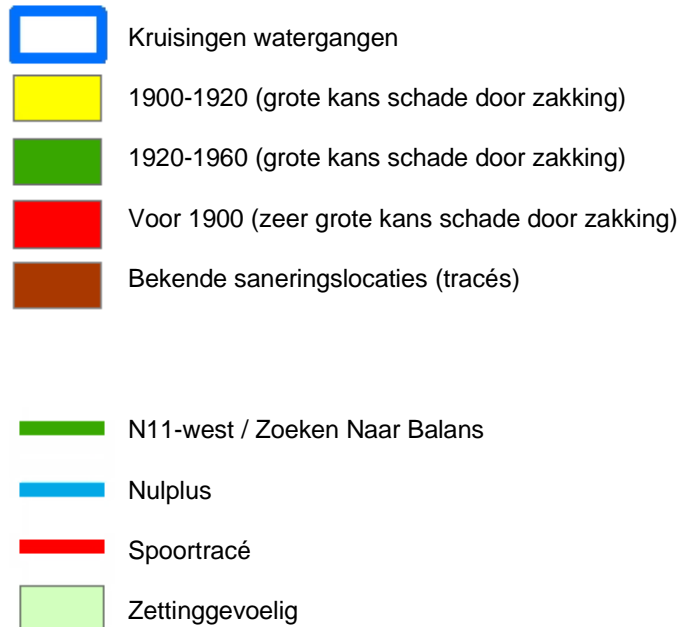 Kruisingen watergangen
1900-1920 (grote kans schade door zakking)
1920-1960 (grote kans schade door zakking)
Voor 1900 (zeer grote kans schade door zakking)
Bekende saneringslocaties (tracés)
N11-west / Zoeken Naar Balans
Nulplus
Spoortracé
Zettinggevoelig